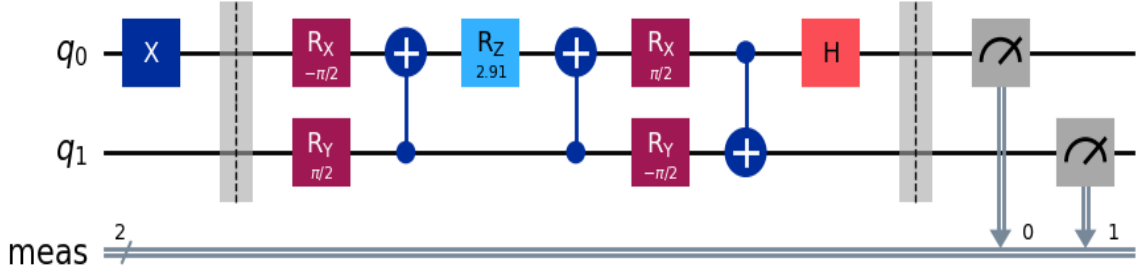 q0 X RX −π/2 RZ 2.91 RX π/2 H
q1 RY π/2 RY −π/2
meas 2 0 1